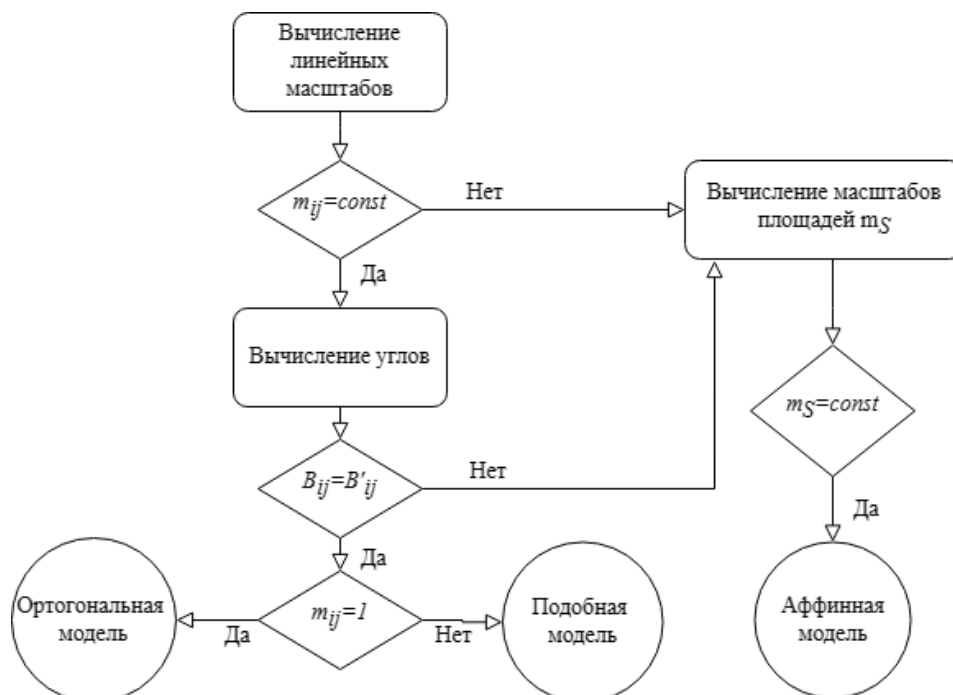 Вычисление
линейных
масштабов
m_ij=const
Нет
Вычисление масштабов
площадей m_S
Да
Вычисление углов
m_S=const
B_ij=B'_ij
Нет
Да
Да
Ортогональная
модель
Да
m_ij=1
Нет
Подобная
модель
Аффинная
модель